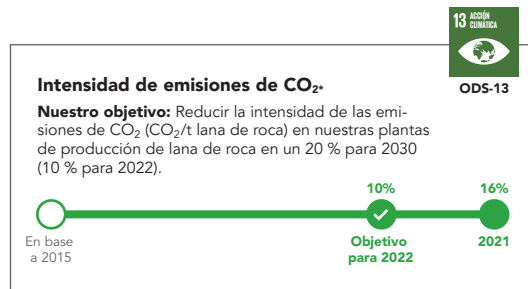 13 ACCIÓN
CLIMÁTICA
ODS-13
Intensidad de emisiones de CO₂*
Nuestro objetivo: Reducir la intensidad de las emi-
siones de CO₂ (CO₂/t lana de roca) en nuestras plantas
de producción de lana de roca en un 20 % para 2030
(10 % para 2022).
10% 16%
En base
a 2015
Objetivo
para 2022
2021